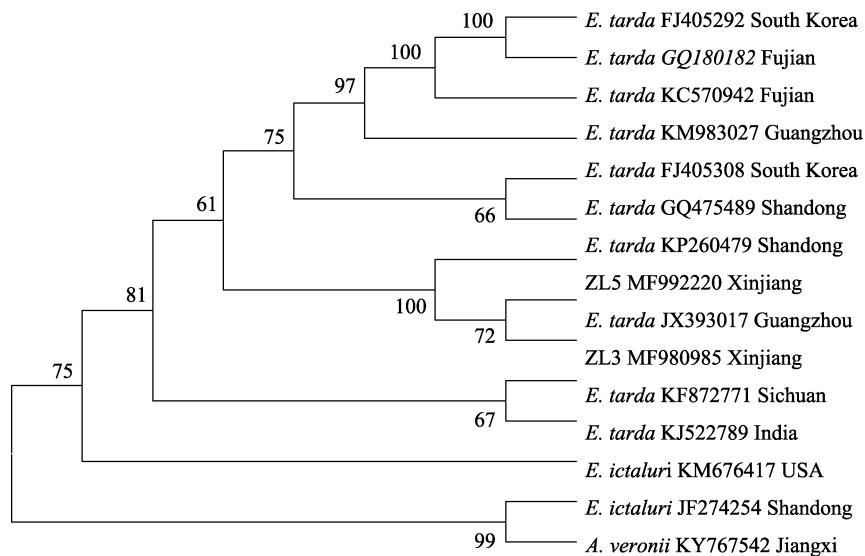 100 E. tarda FJ405292 South Korea
100 E. tarda GQ180182 Fujian
97 E. tarda KC570942 Fujian
75 E. tarda KM983027 Guangzhou
E. tarda FJ405308 South Korea
61 66 E. tarda GQ475489 Shandong
E. tarda KP260479 Shandong
81 100 ZL5 MF992220 Xinjiang
72 E. tarda JX393017 Guangzhou
75 ZL3 MF980985 Xinjiang
E. tarda KF872771 Sichuan
67 E. tarda KJ522789 India
E. ictaluri KM676417 USA
E. ictaluri JF274254 Shandong
99 A. veronii KY767542 Jiangxi